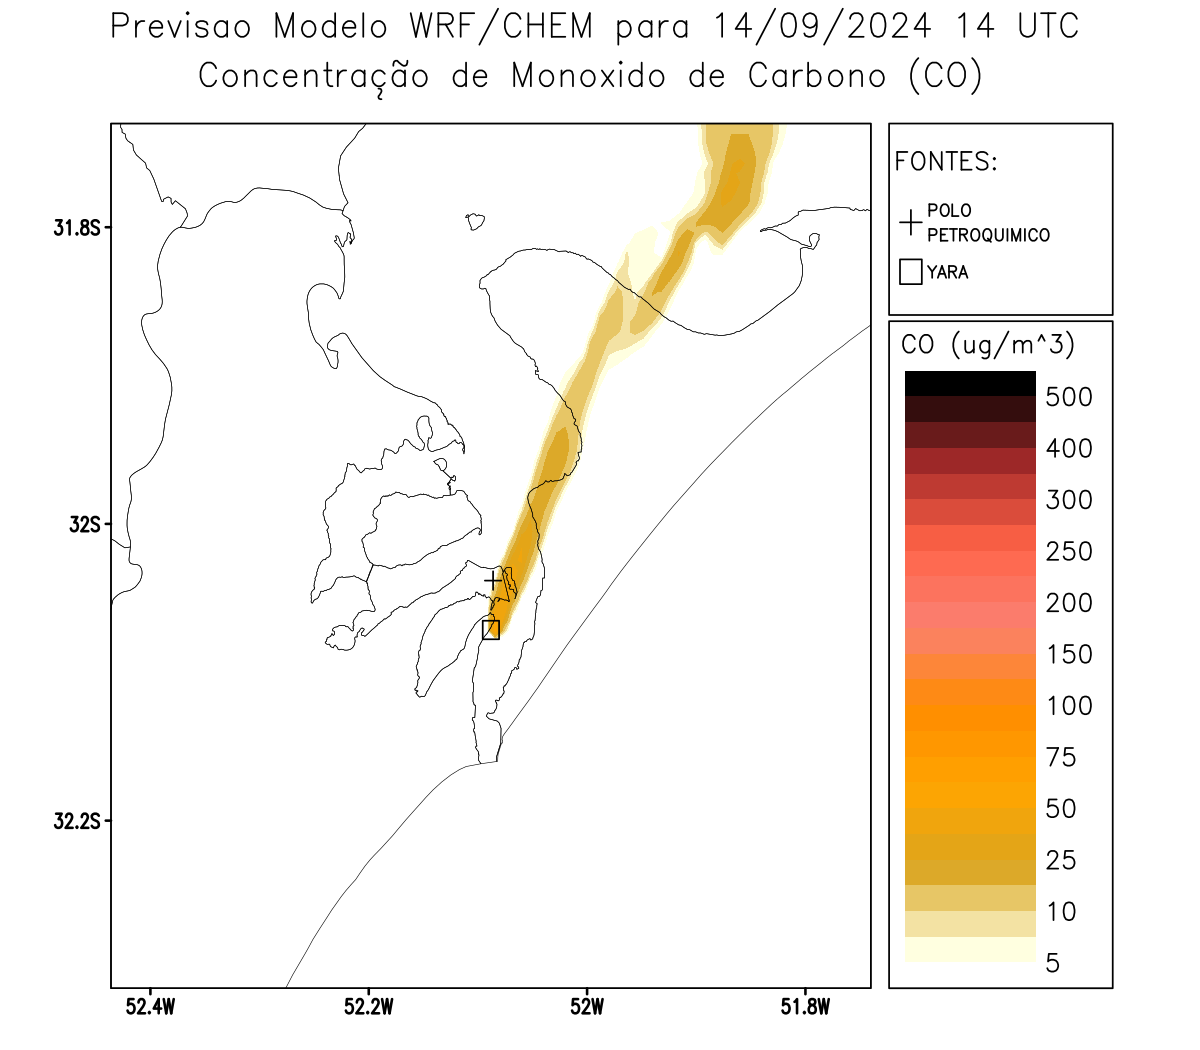 Previsao Modelo WRF/CHEM para 14/09/2024 14 UTC
Concentração de Monoxido de Carbono (CO)
FONTES:
POLO
PETROQUIMICO
YARA
CO (ug/m^3)
500
400
300
250
200
150
100
75
50
25
10
5
31.8S
32S
32.2S
52.4W
52.2W
52W
51.8W